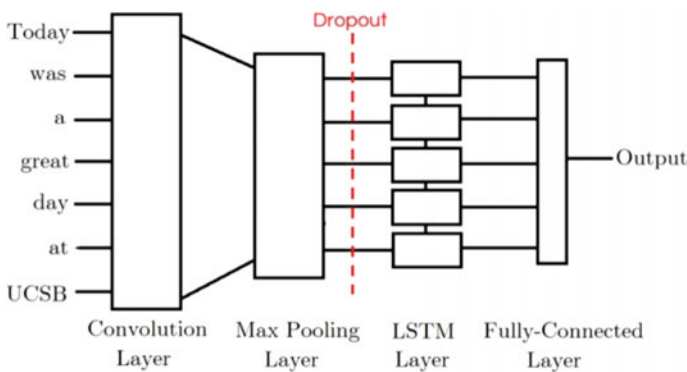 Dropout
Today
was
a
great
day
at
UCSB
Output
Convolution Layer
Max Pooling Layer
LSTM Layer
Fully-Connected Layer